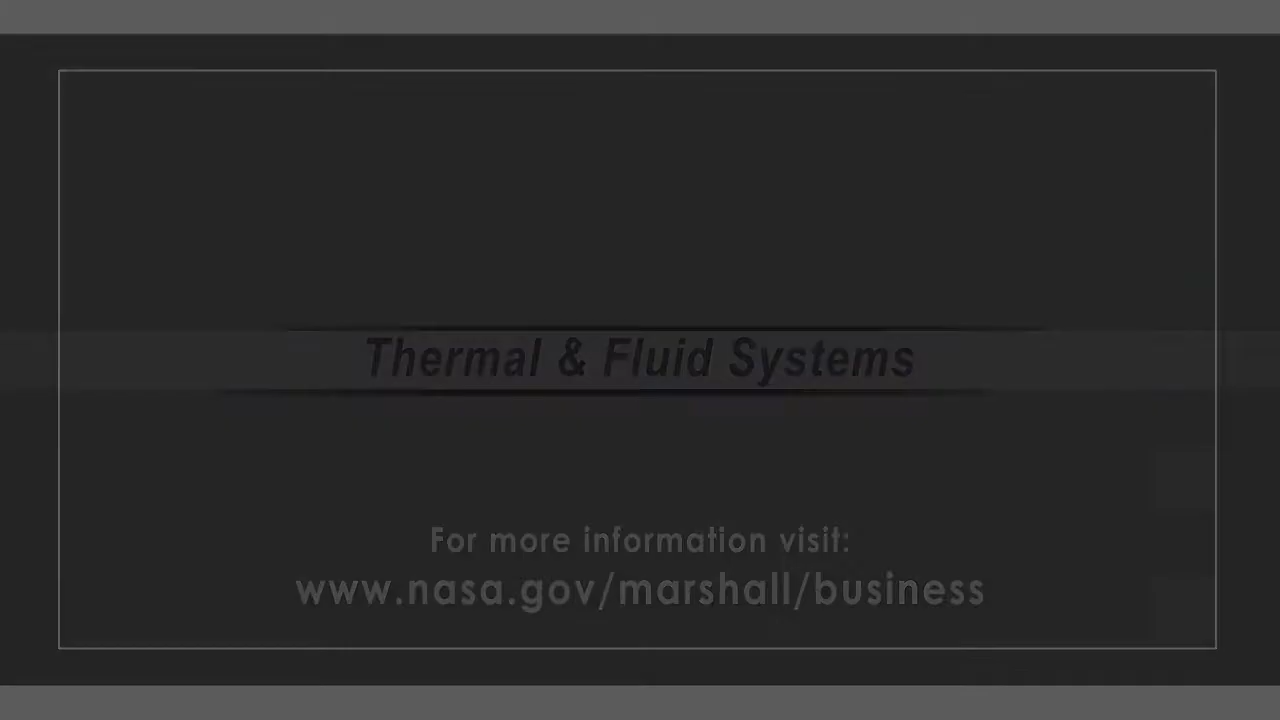 Thermal & Fluid Systems
For more information visit:
www.nasa.gov/marshall/business